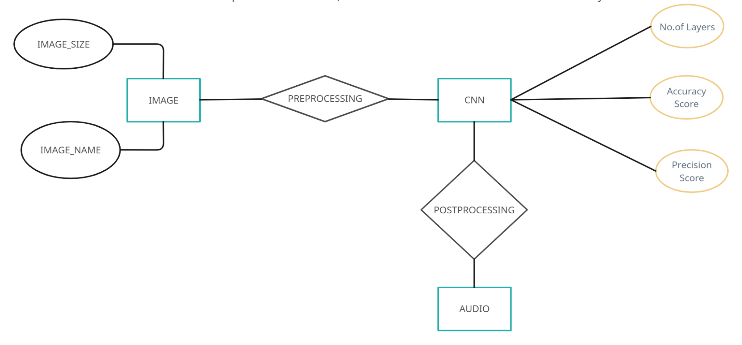 No.of Layers
IMAGE_SIZE
IMAGE
PREPROCESSING
CNN
Accuracy
Score
IMAGE_NAME
Precision
Score
POSTPROCESSING
AUDIO